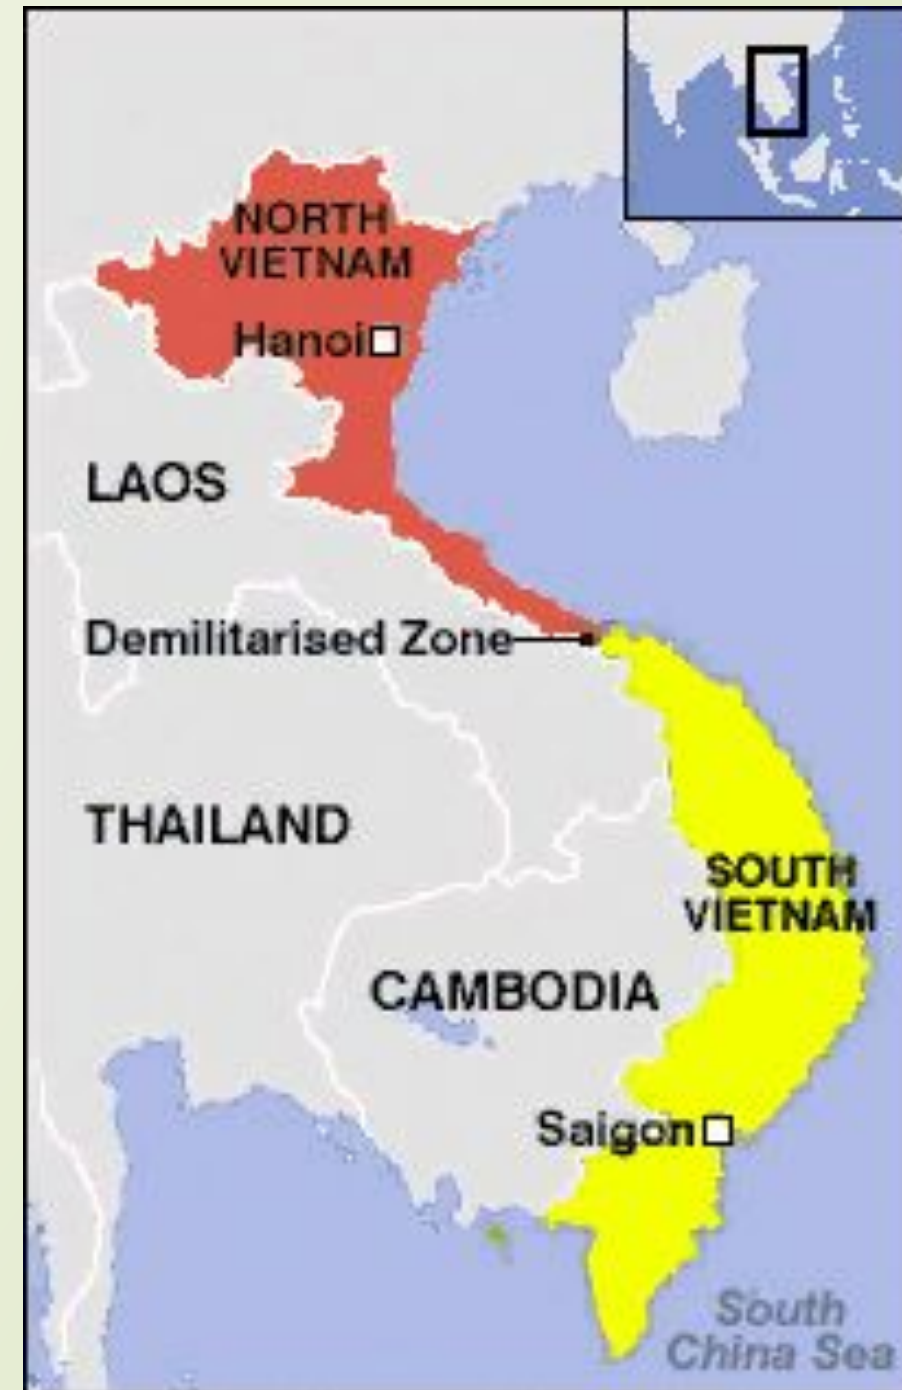 NORTH
VIETNAM
Hanoi
LAOS
Demilitarised Zone
THAILAND
SOUTH
VIETNAM
CAMBODIA
Saigon
South
China Sea